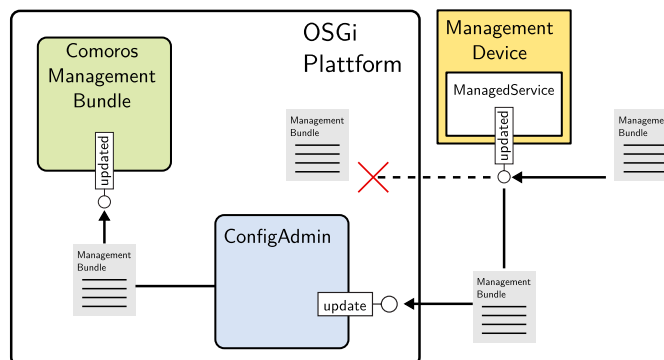 OSGi
Plattform
Comoros
Management
Bundle
updated
Management
Device
ManagedService
updated
Management
Bundle
Management
Bundle
Management
Bundle
ConfigAdmin
update
Management
Bundle